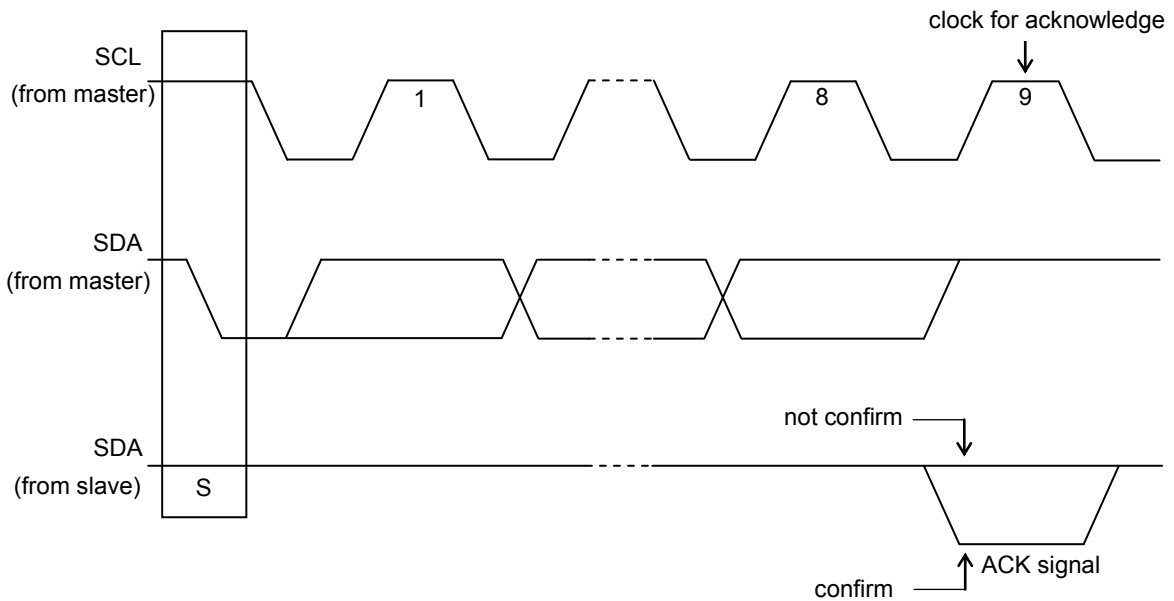 clock for acknowledge
SCL
(from master)
1
8
9
SDA
(from master)
not confirm
SDA
(from slave)
S
ACK signal
confirm